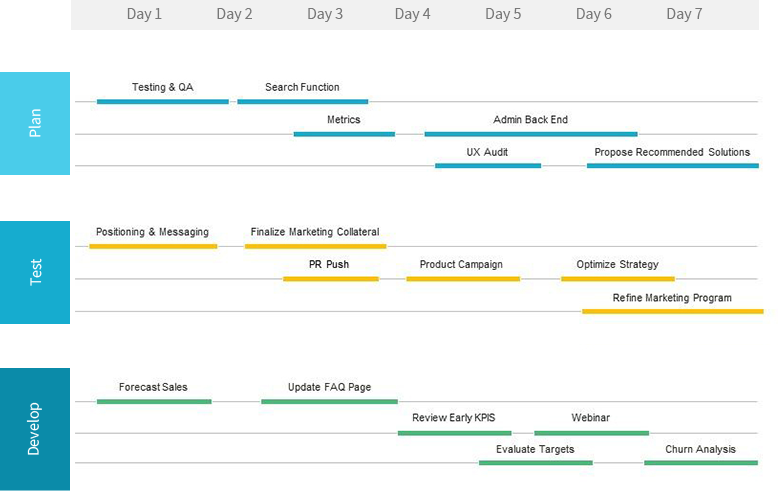 Day 1 Day 2 Day 3 Day 4 Day 5 Day 6 Day 7
Plan
Testing & QA Search Function
Metrics Admin Back End
UX Audit Propose Recommended Solutions
Test
Positioning & Messaging Finalize Marketing Collateral
PR Push Product Campaign Optimize Strategy
Refine Marketing Program
Develop
Forecast Sales Update FAQ Page
Review Early KPIS Webinar
Evaluate Targets Churn Analysis